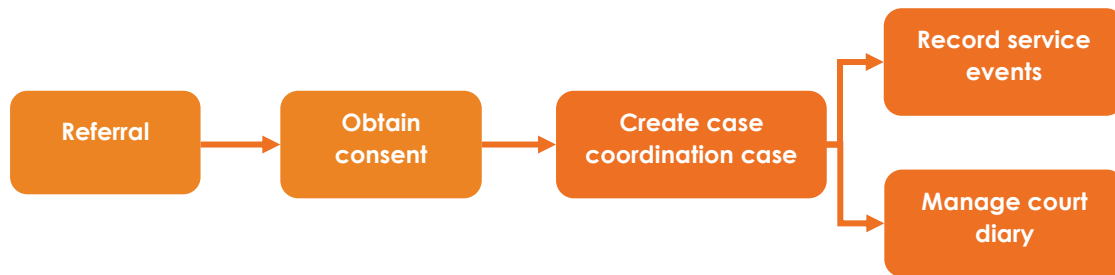 Referral
Obtain
consent
Create case
coordination case
Record service
events
Manage court
diary